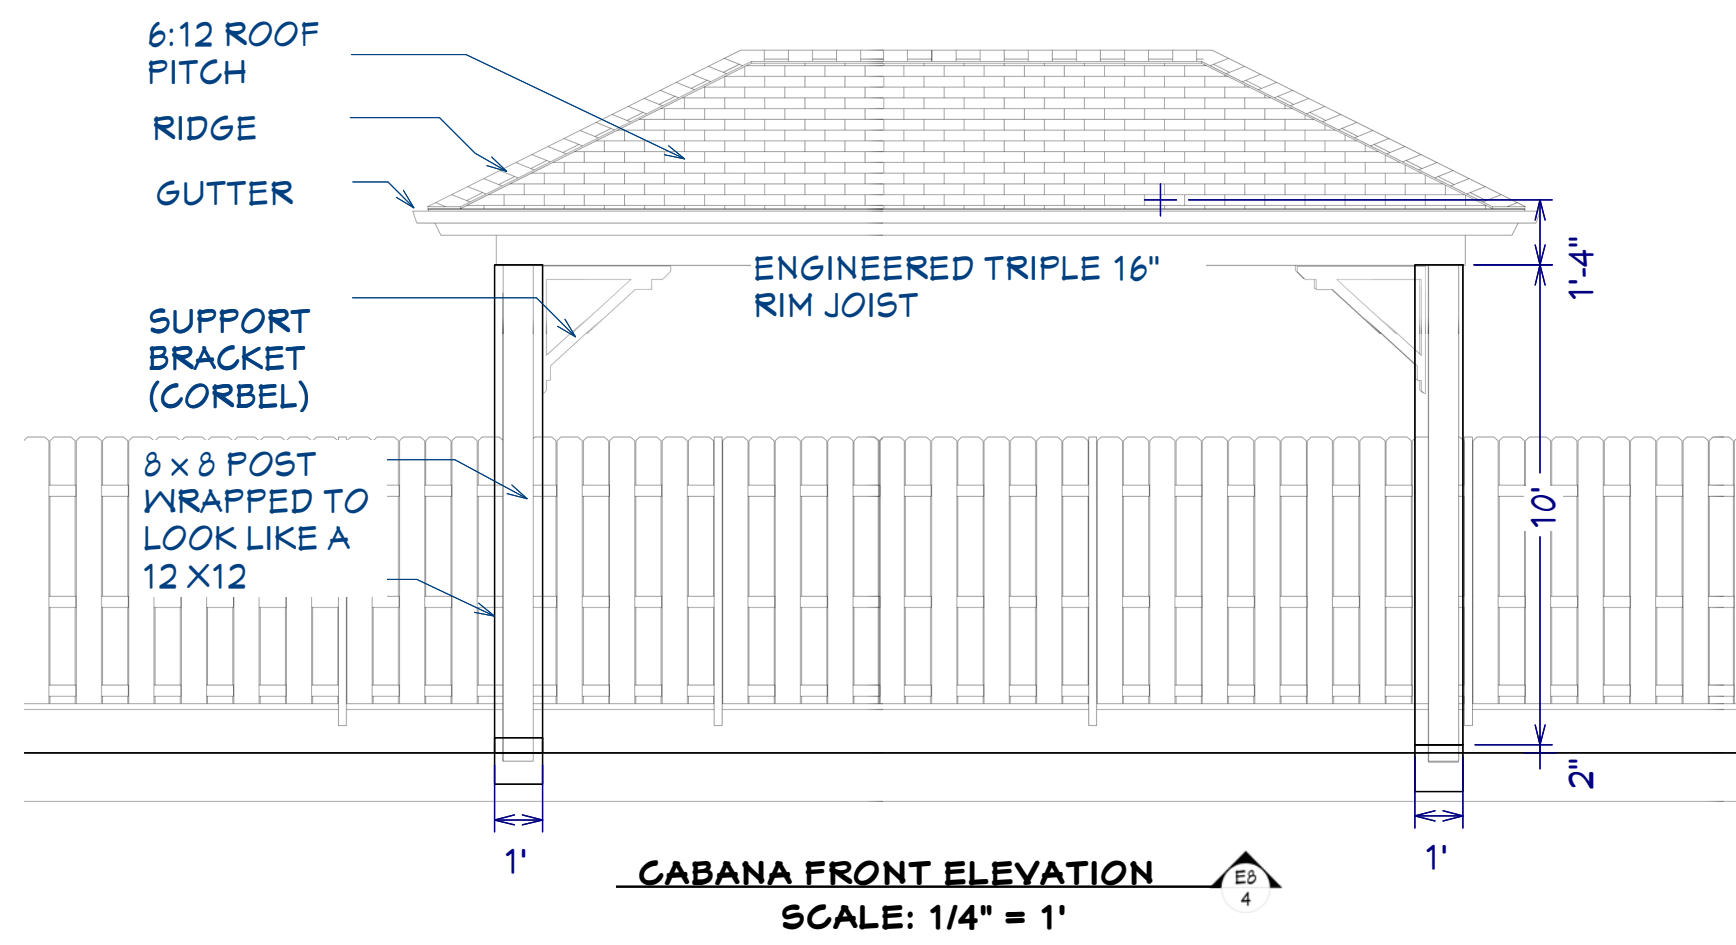 6:12 ROOF
PITCH
RIDGE
GUTTER
ENGINEERED TRIPLE 16"
RIM JOIST
1'-4"
SUPPORT
BRACKET
(CORBEL)
8 x 8 POST
WRAPPED TO
LOOK LIKE A
12 X12
10'
2"
1'
1'
CABANA FRONT ELEVATION
E8
4
SCALE: 1/4" = 1'